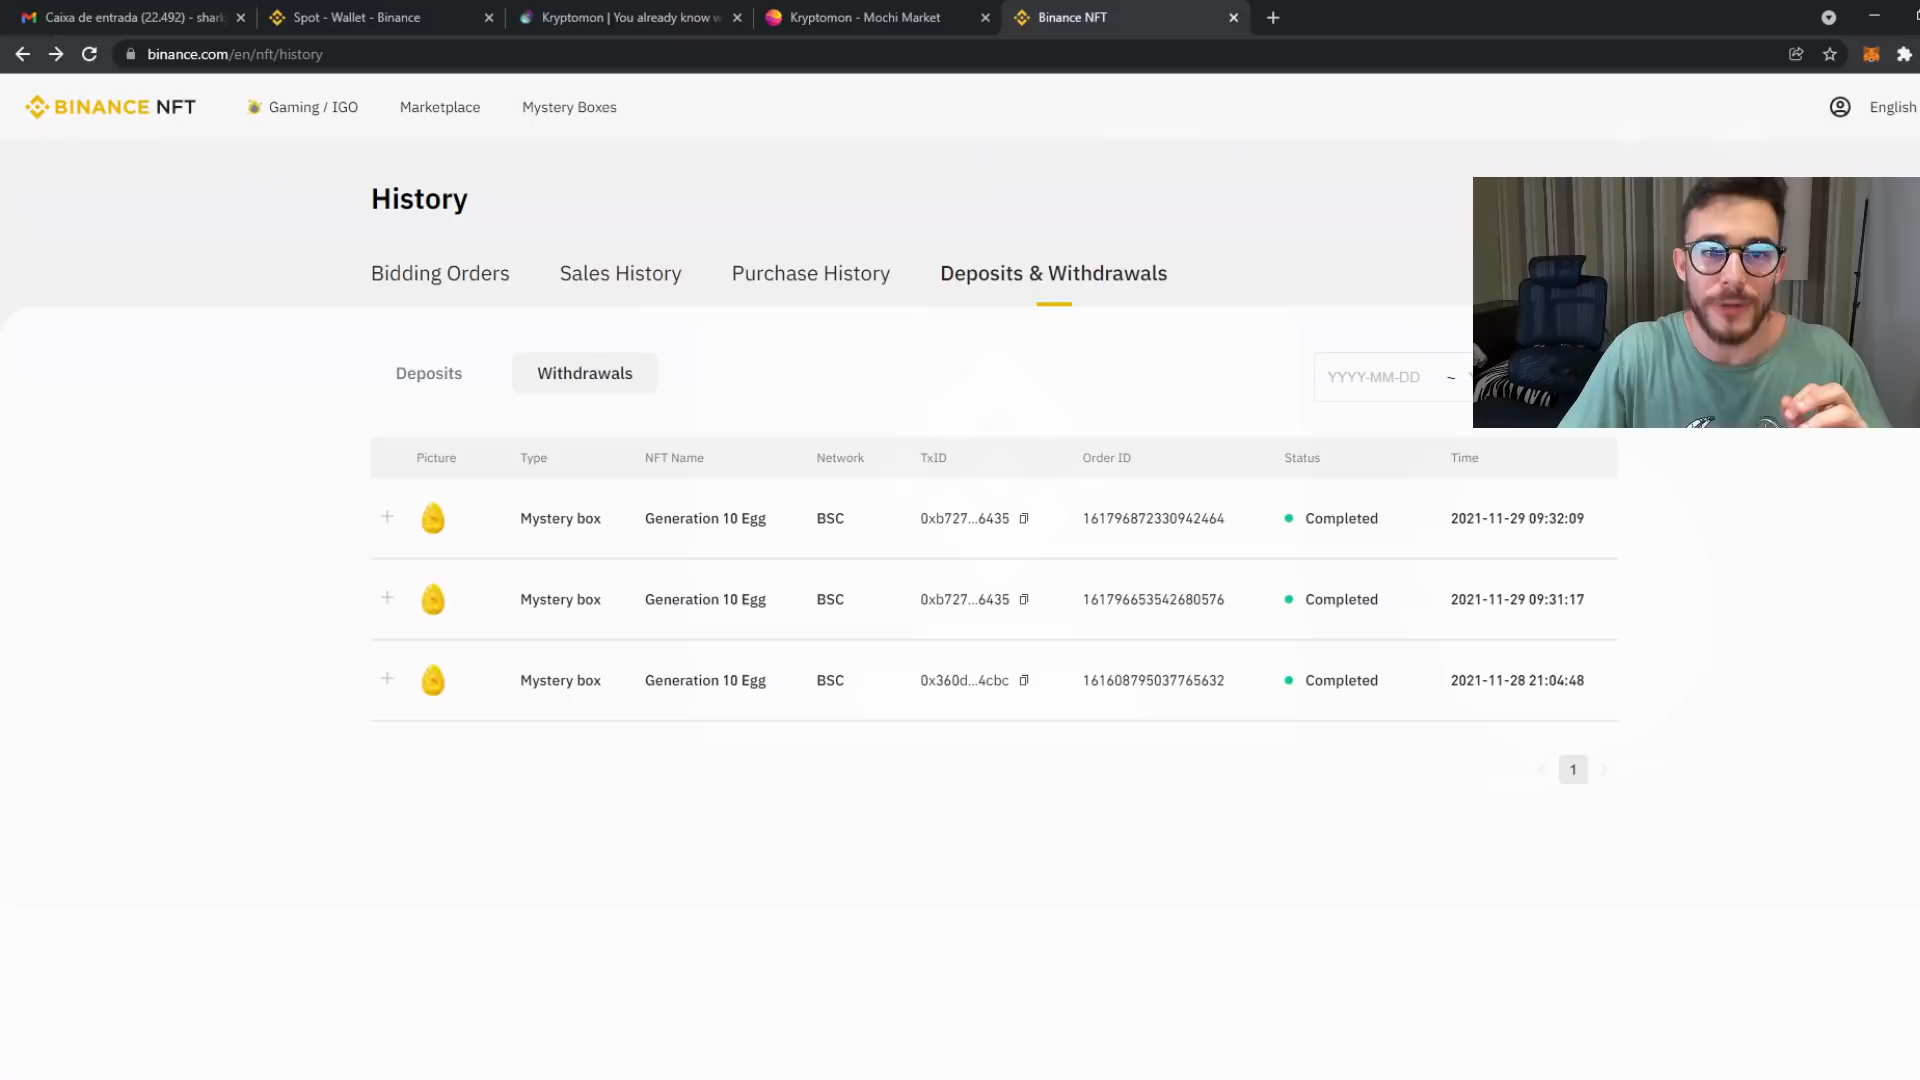 Caixa de entrada (22.492) - shark
Spot - Wallet - Binance
Kryptomon | You already know w
Kryptomon - Mochi Market
Binance NFT
binance.com/en/nft/history
BINANCE NFT
Gaming / IGO
Marketplace
Mystery Boxes
English
History
Bidding Orders
Sales History
Purchase History
Deposits & Withdrawals
Deposits
Withdrawals
YYYY-MM-DD ~
Picture Type NFT Name Network TxID Order ID Status Time
Mystery box Generation 10 Egg BSC 0xb727...6435 161796872330942464 Completed 2021-11-29 09:32:09
Mystery box Generation 10 Egg BSC 0xb727...6435 161796653542680576 Completed 2021-11-29 09:31:17
Mystery box Generation 10 Egg BSC 0x360d...4cbc 161608795037765632 Completed 2021-11-28 21:04:48
1